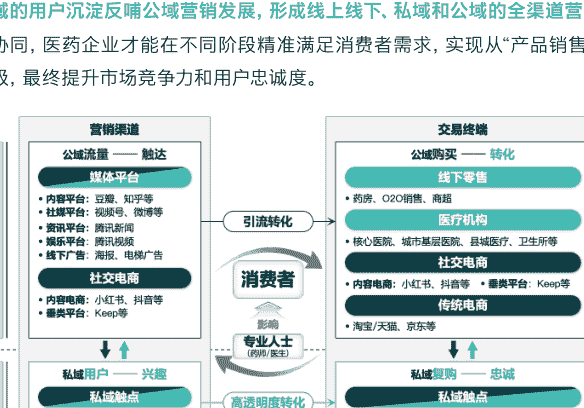 域的用户沉淀反哺公域营销发展，形成线上线下、私域和公域的全渠道营
协同，医药企业才能在不同阶段精准满足消费者需求，实现从“产品销售
级，最终提升市场竞争力和用户忠诚度。
营销渠道
公域流量 —— 触达
媒体平台
• 内容平台：豆瓣、知乎等
• 社媒平台：视频号、微博等
• 资讯平台：腾讯新闻
• 娱乐平台：腾讯视频
• 线下广告：海报、电梯广告
社交电商
• 内容电商：小红书、抖音等
• 垂类平台：Keep等
私域用户 —— 兴趣
私域触点
引流转化
消费者
影响
专业人士
(药师/医生)
高透明度转化
交易终端
公域购买 —— 转化
线下零售
• 药房、O2O销售、商超
医疗机构
• 核心医院、城市基层医院、县域医疗、卫生所等
社交电商
• 内容电商：小红书、抖音等 • 垂类平台：Keep等
传统电商
• 淘宝/天猫、京东等
私域复购 —— 忠诚
私域触点